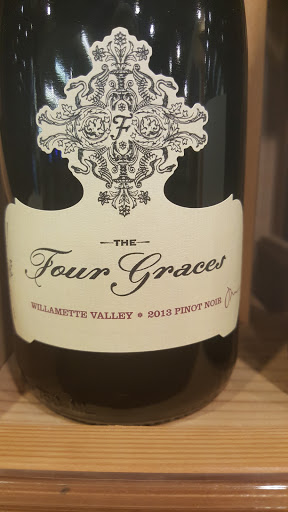 F
THE
Four Graces
WILLAMETTE VALLEY * 2013 PINOT NOIR